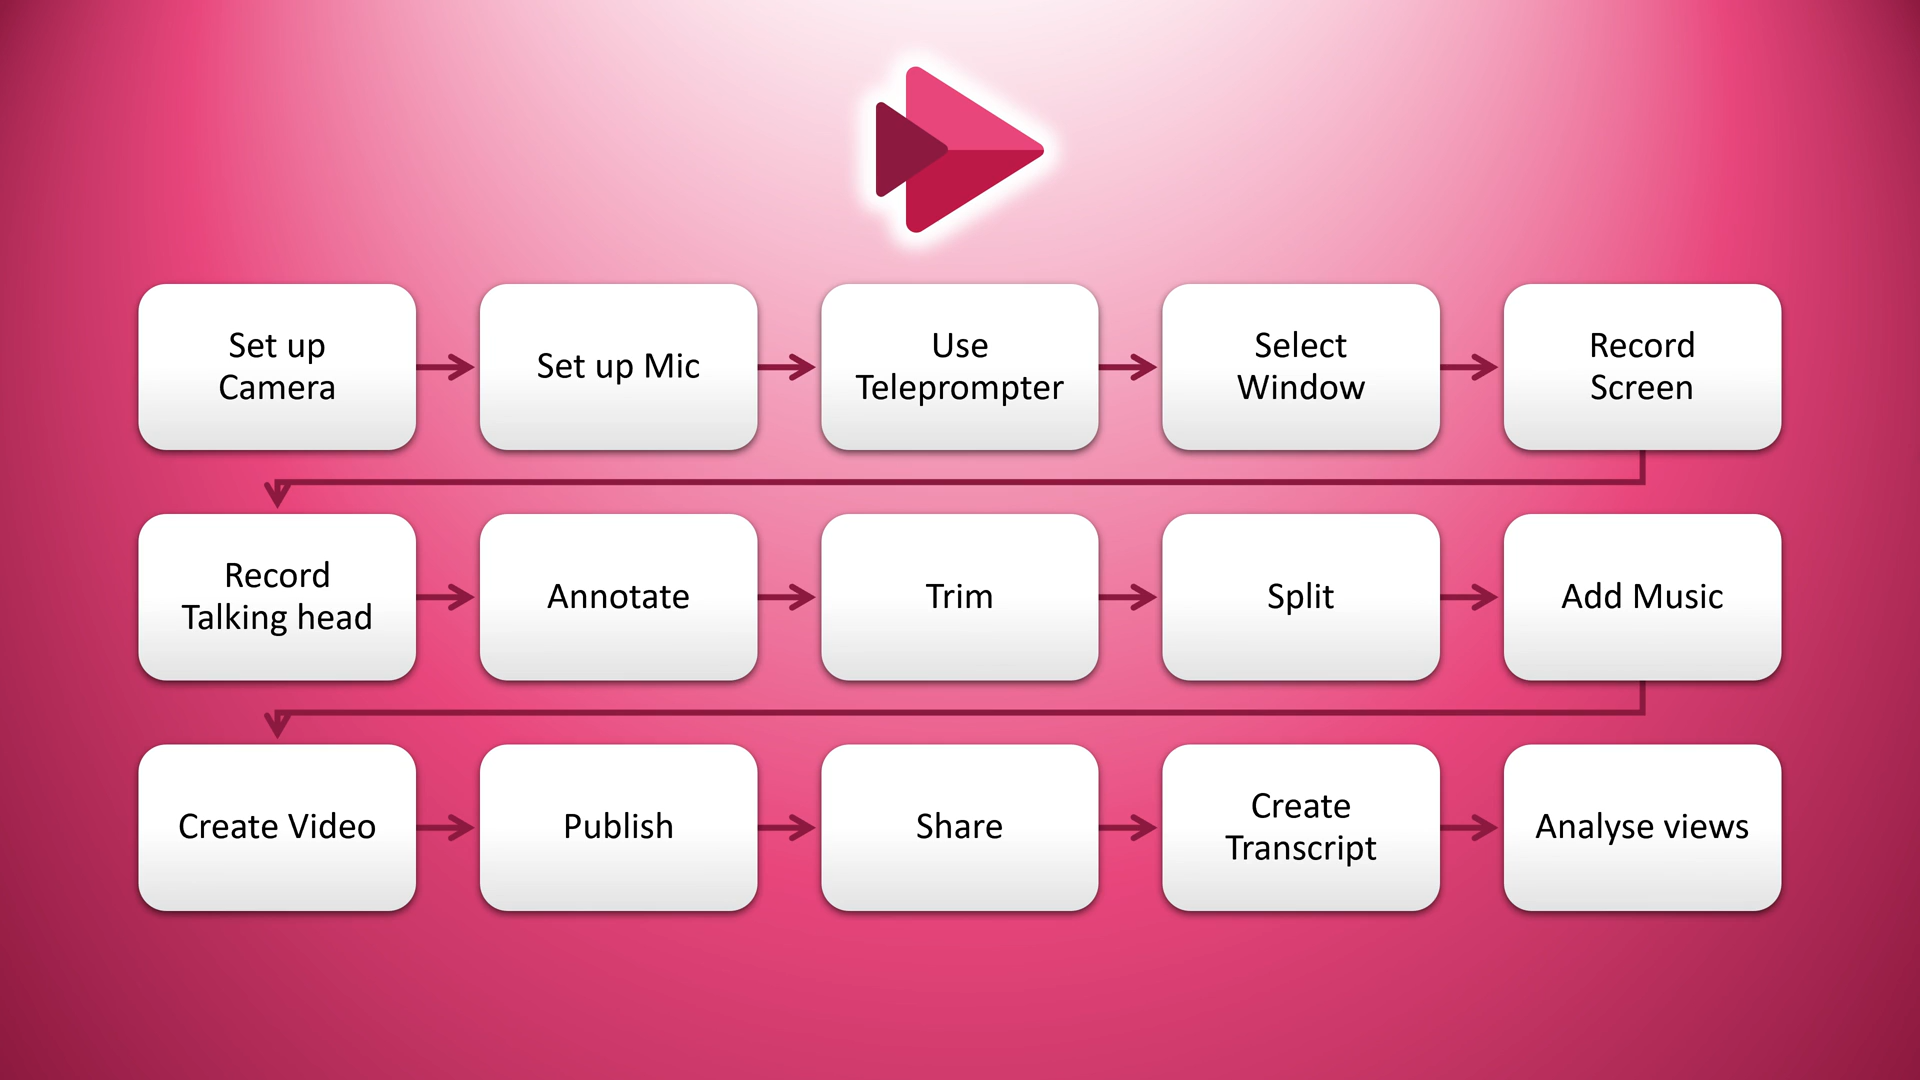 Set up
Camera
Set up Mic
Use
Teleprompter
Select
Window
Record
Screen
Record
Talking head
Annotate
Trim
Split
Add Music
Create Video
Publish
Share
Create
Transcript
Analyse views